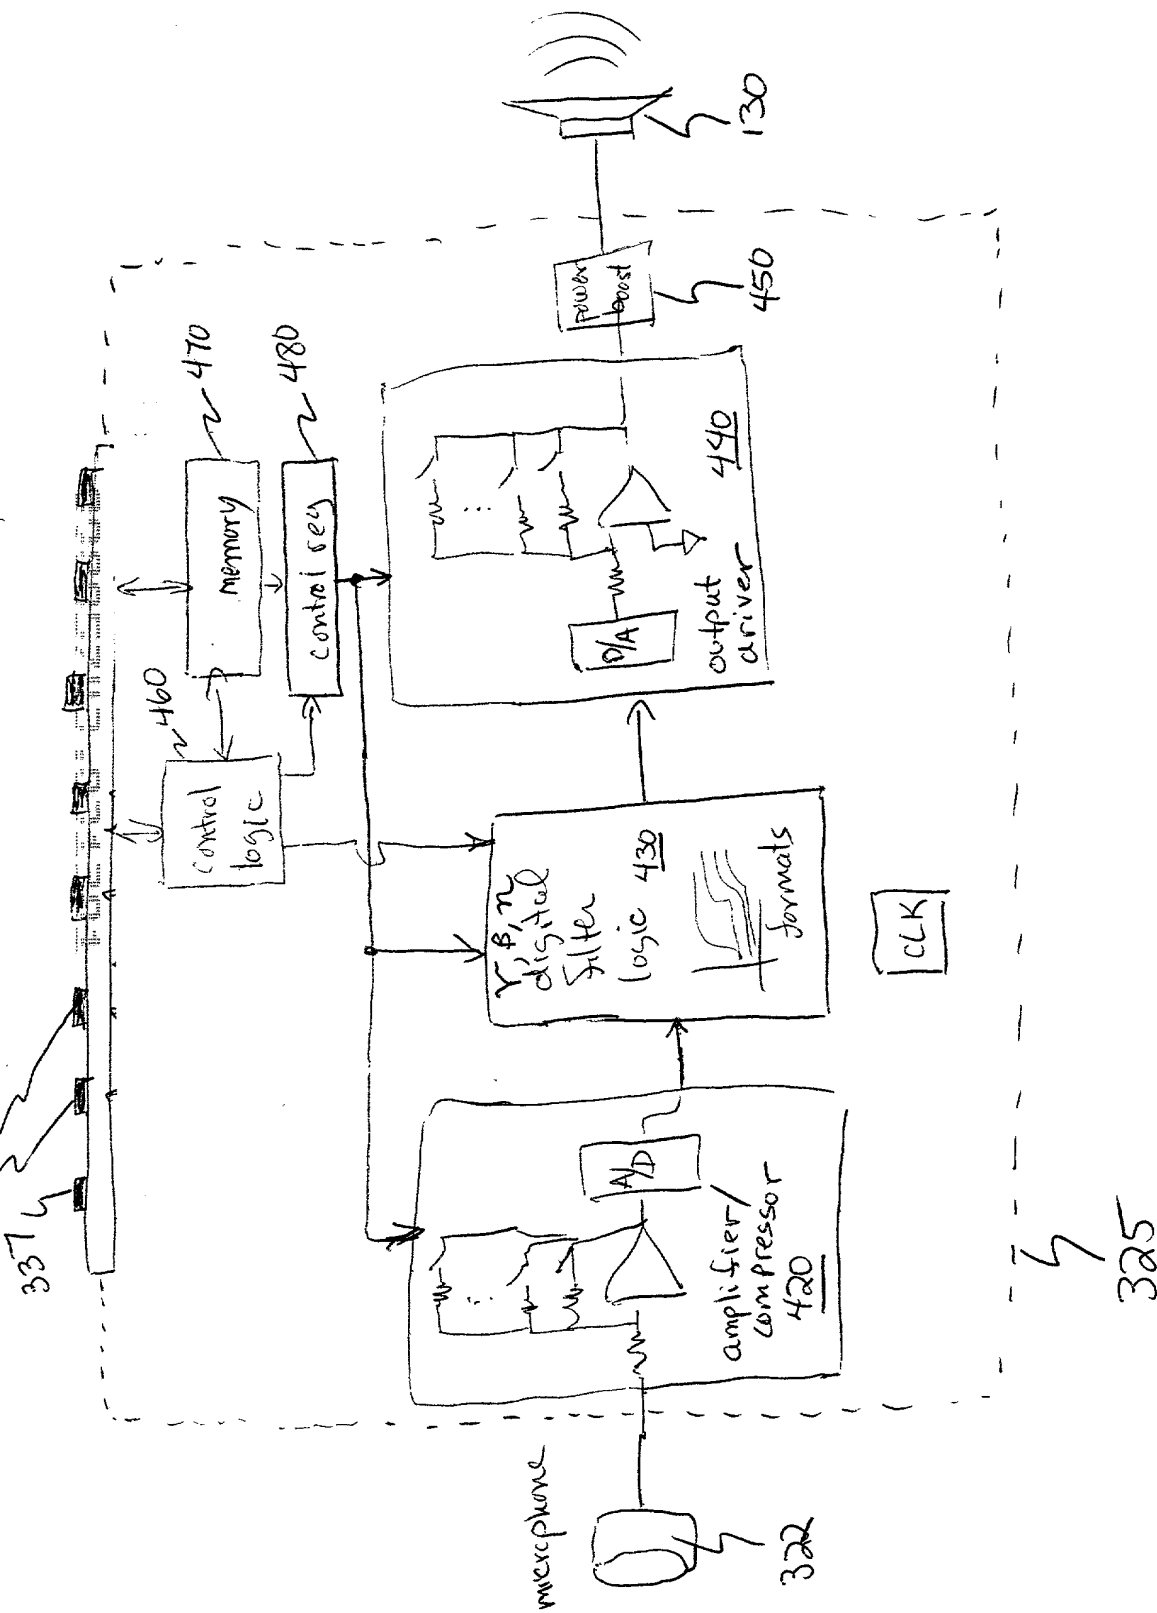 337
460
470
480
control
logic
memory
control reg
microphone
322
amplifier/
compressor
420
A/D
γ, β, n
digital
filter
logic 430
formats
CLK
D/A
output
driver
440
power
boost
450
130
325